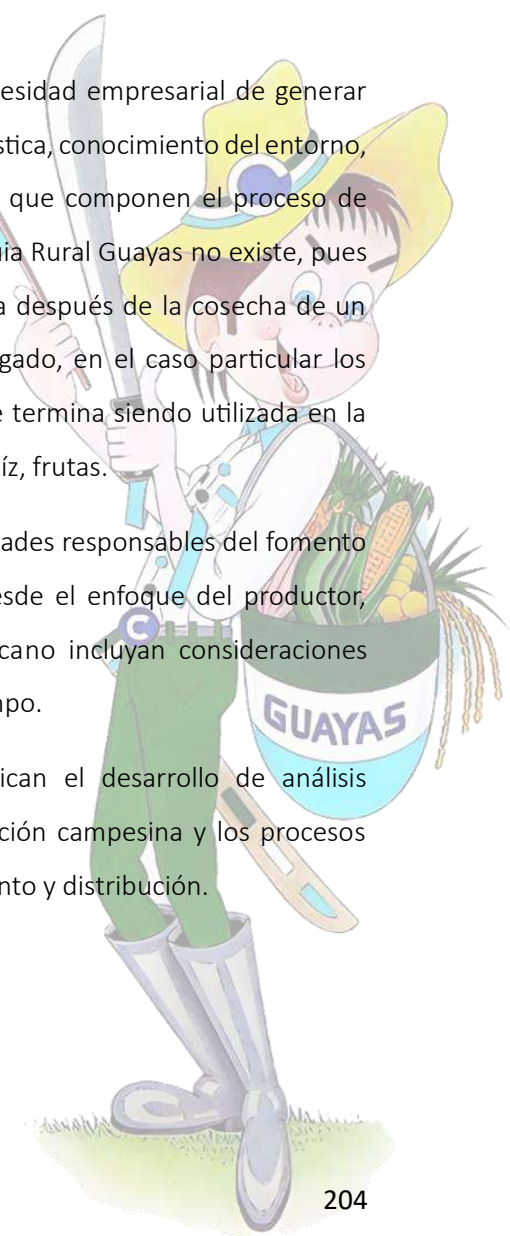 esidad empresarial de generar
stica, conocimiento del entorno,
que componen el proceso de
uia Rural Guayas no existe, pues
a después de la cosecha de un
gado, en el caso particular los
e termina siendo utilizada en la
íz, frutas.
dades responsables del fomento
esde el enfoque del productor,
cano incluyan consideraciones
mpo.
ican el desarrollo de análisis
ción campesina y los procesos
nto y distribución.
C
GUAYAS
204